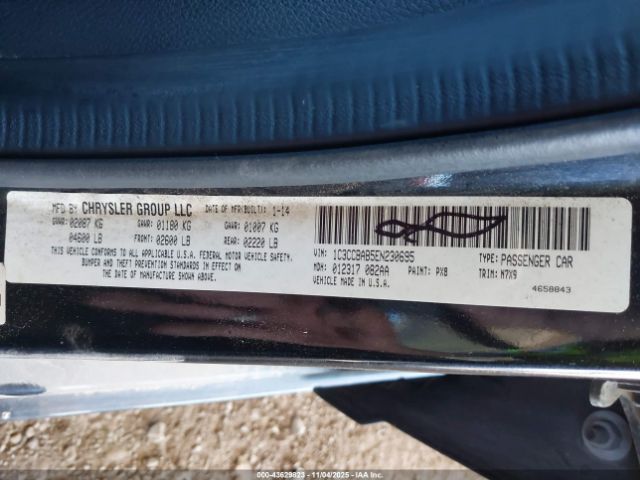 MFD BY CHRYSLER GROUP LLC DATE OF MFR(BUILT): 1-14
GVWR: 02087 KG GAWR: 01180 KG GAWR: 01007 KG
04600 LB FRONT: 02600 LB REAR: 02220 LB
THIS VEHICLE CONFORMS TO ALL APPLICABLE U.S.A. FEDERAL MOTOR VEHICLE SAFETY,
BUMPER AND THEFT PREVENTION STANDARDS IN EFFECT ON
THE DATE OF MANUFACTURE SHOWN ABOVE.
VIN: 1C3CCBAB5EN230695 TYPE: PASSENGER CAR
MDH: 012317 082AA PAINT: PX8 TRIM: M7X9
VEHICLE MADE IN U.S.A. 4658843
000-43629823 - 11/04/2025 - IAAI.COM